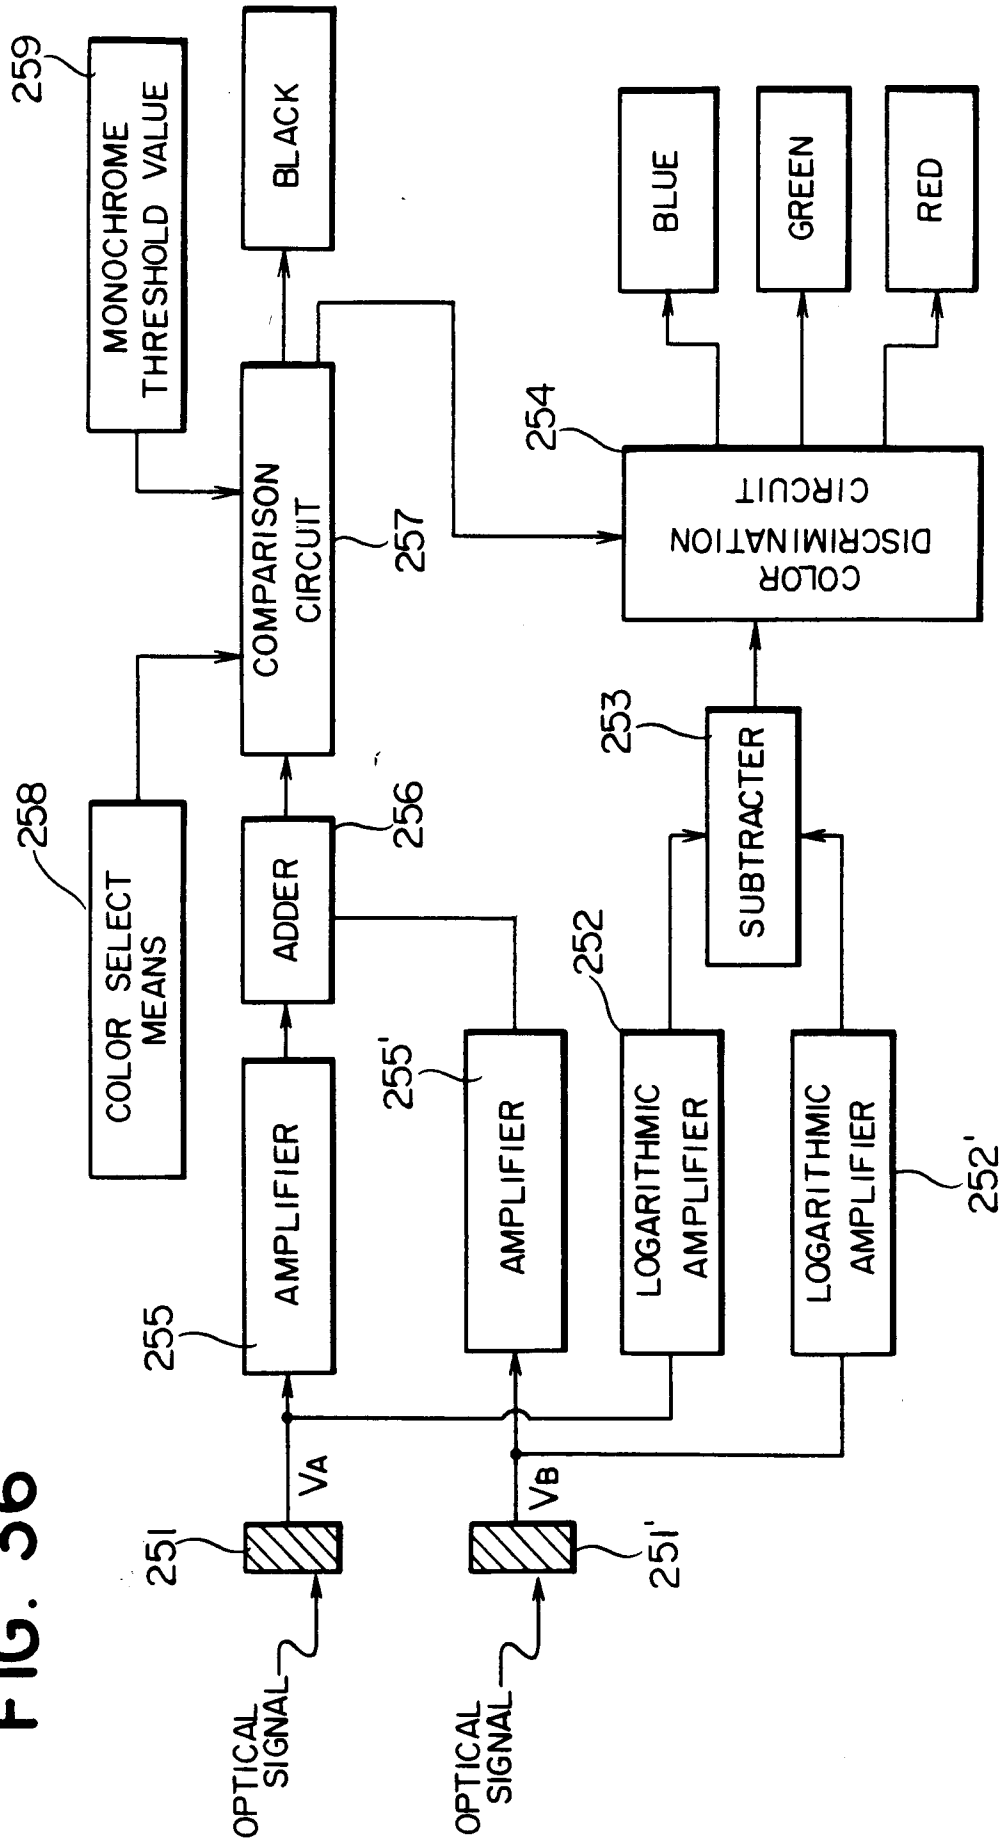 FIG. 36
OPTICAL
SIGNAL
251
VA
255
AMPLIFIER
ADDER
256
258
COLOR SELECT
MEANS
COMPARISON
CIRCUIT
257
259
MONOCHROME
THRESHOLD VALUE
BLACK
OPTICAL
SIGNAL
251'
VB
255'
AMPLIFIER
252
LOGARITHMIC
AMPLIFIER
LOGARITHMIC
AMPLIFIER
252'
253
SUBTRACTER
254
COLOR
DISCRIMINATION
CIRCUIT
BLUE
GREEN
RED